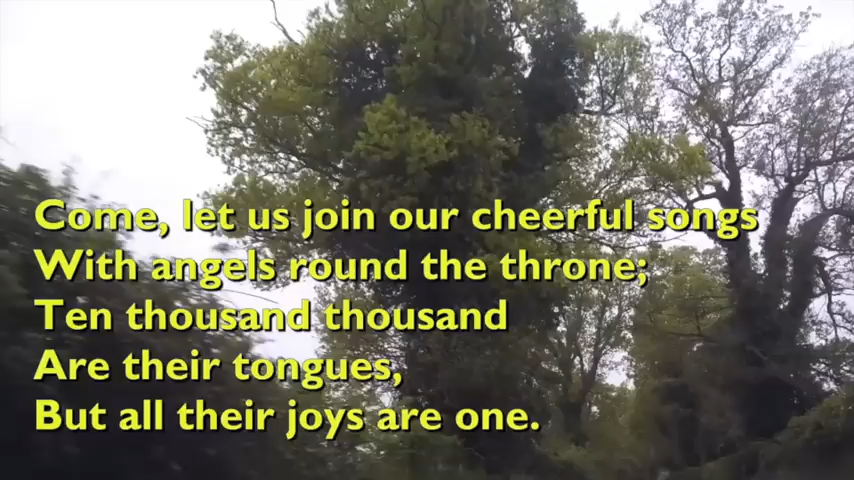 Come, let us join our cheerful songs
With angels round the throne;
Ten thousand thousand
Are their tongues,
But all their joys are one.